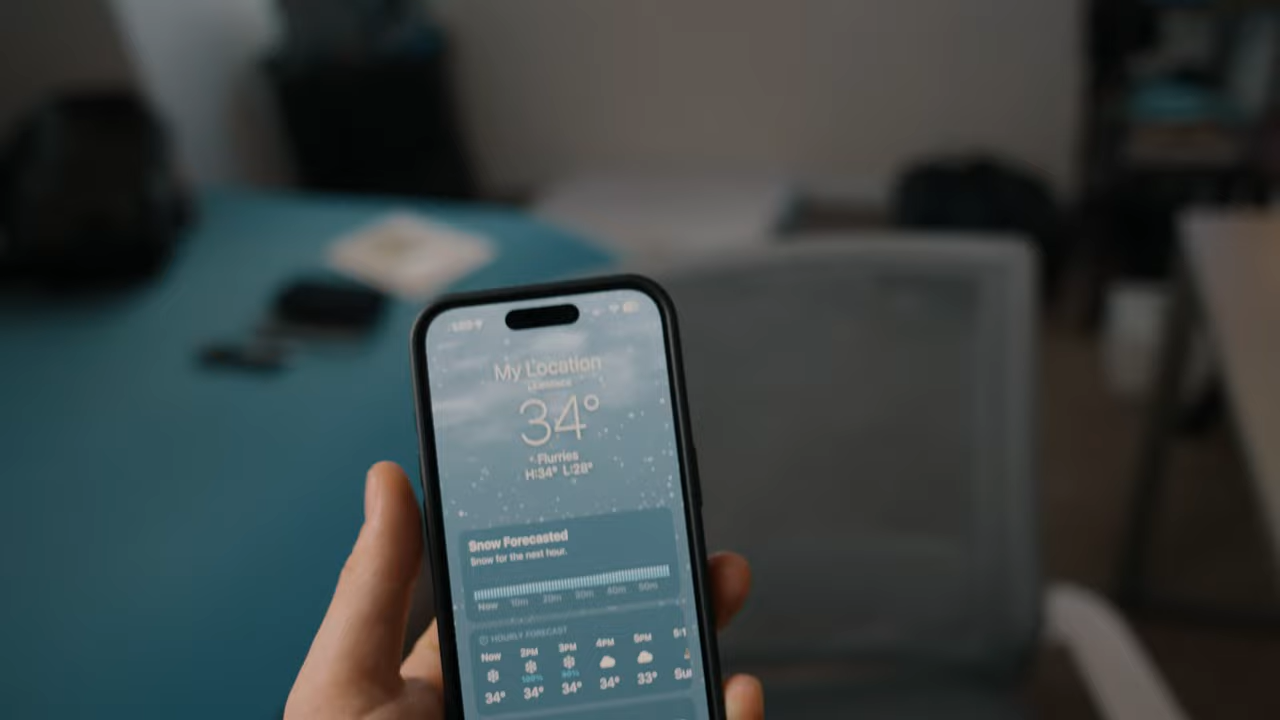 My Location
34°
Flurries
H:34° L:28°
Snow Forecasted
Snow for the next hour.
Now 10m 20m 30m 40m 50m
HOURLY FORECAST
Now 2PM 3PM 4PM 5PM
34° 34° 34° 34° 33°